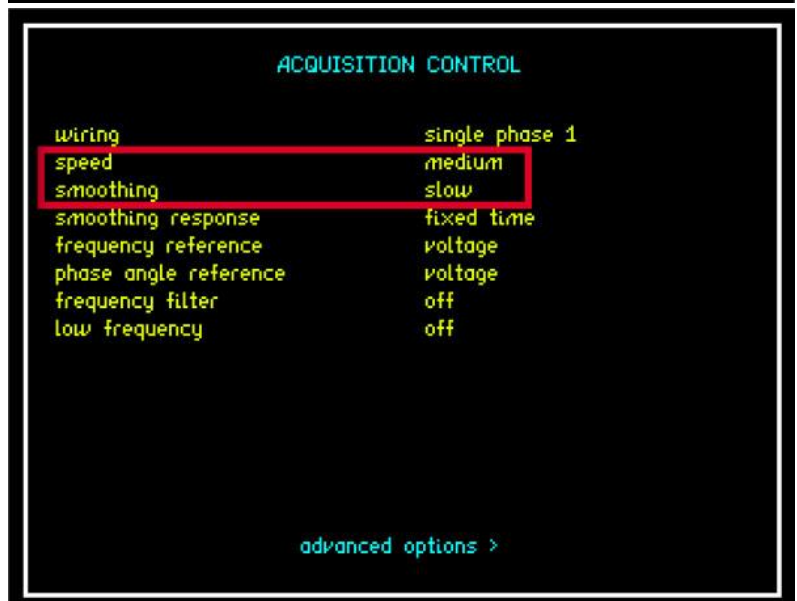 ACQUISITION CONTROL
wiring single phase 1
speed medium
smoothing slow
smoothing response fixed time
frequency reference voltage
phase angle reference voltage
frequency filter off
low frequency off
advanced options >